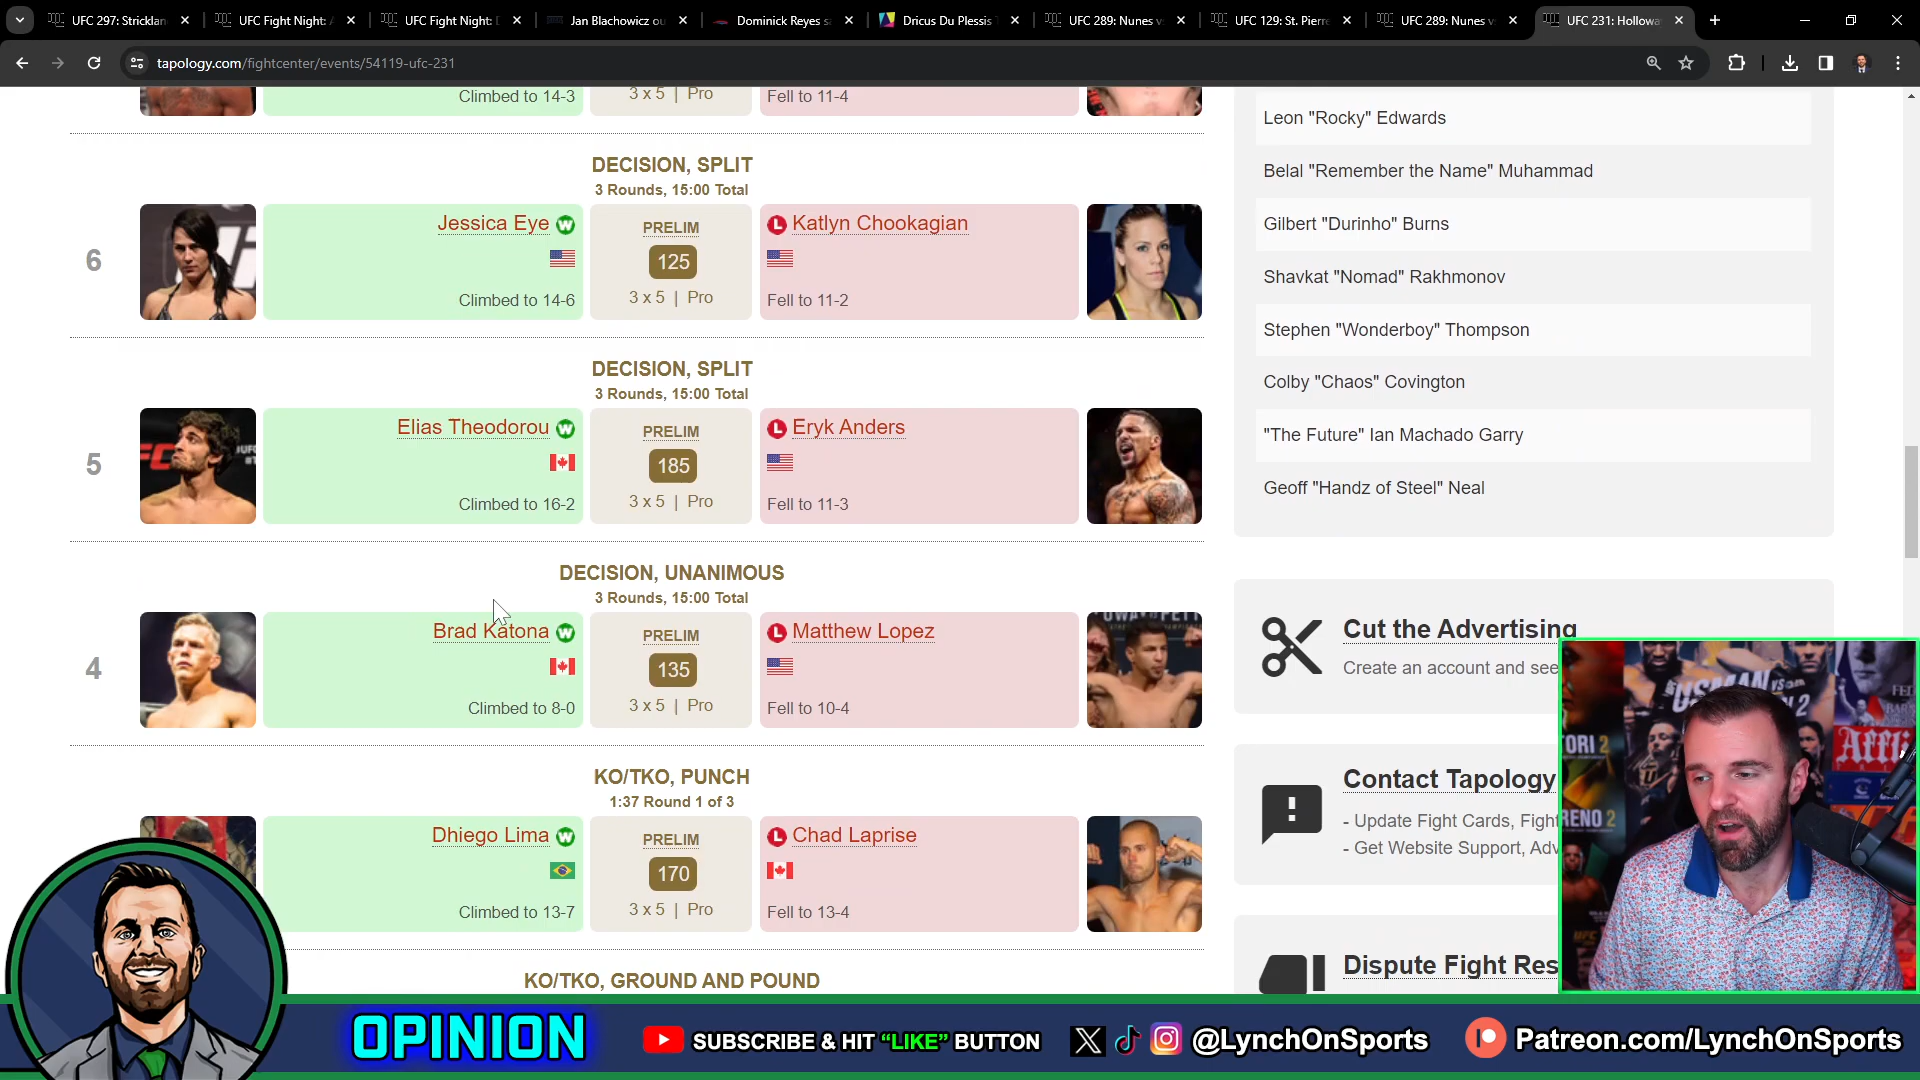 UFC 297: Stricklan
UFC Fight Night: A
UFC Fight Night: D
Jan Blachowicz ou
Dominick Reyes sa
Dricus Du Plessis T
UFC 289: Nunes v
UFC 129: St. Pierre
UFC 289: Nunes v
UFC 231: Hollowa
tapology.com/fightcenter/events/54119-ufc-231
Climbed to 14-3
3 x 5 | Pro
Fell to 11-4
DECISION, SPLIT
3 Rounds, 15:00 Total
6
Jessica Eye W
PRELIM
L Katlyn Chookagian
125
Climbed to 14-6
3 x 5 | Pro
Fell to 11-2
DECISION, SPLIT
3 Rounds, 15:00 Total
5
Elias Theodorou W
PRELIM
L Eryk Anders
185
Climbed to 16-2
3 x 5 | Pro
Fell to 11-3
DECISION, UNANIMOUS
3 Rounds, 15:00 Total
4
Brad Katona W
PRELIM
L Matthew Lopez
135
Climbed to 8-0
3 x 5 | Pro
Fell to 10-4
KO/TKO, PUNCH
1:37 Round 1 of 3
Dhiego Lima W
PRELIM
L Chad Laprise
170
Climbed to 13-7
3 x 5 | Pro
Fell to 13-4
KO/TKO, GROUND AND POUND
Leon "Rocky" Edwards
Belal "Remember the Name" Muhammad
Gilbert "Durinho" Burns
Shavkat "Nomad" Rakhmonov
Stephen "Wonderboy" Thompson
Colby "Chaos" Covington
"The Future" Ian Machado Garry
Geoff "Handz of Steel" Neal
Cut the Advertising
Create an account and see
Contact Tapology
- Update Fight Cards, Fight
- Get Website Support, Adv
Dispute Fight Res
USMAN
VS
2
TORI 2
RENO 2
AFFLI
OPINION
SUBSCRIBE & HIT “LIKE” BUTTON
@LynchOnSports
Patreon.com/LynchOnSports